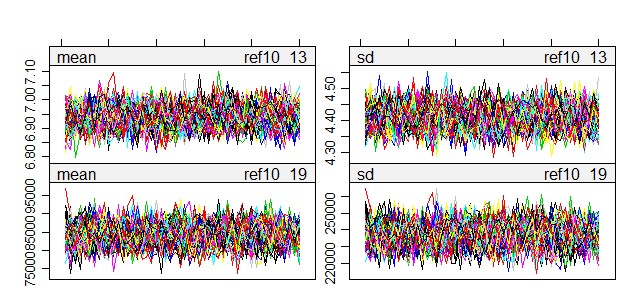 mean ref10 13
sd ref10 13
6.80 6.90 7.00 7.10
4.30 4.40 4.50
mean ref10 19
sd ref10 19
75000 85000 95000
220000 250000